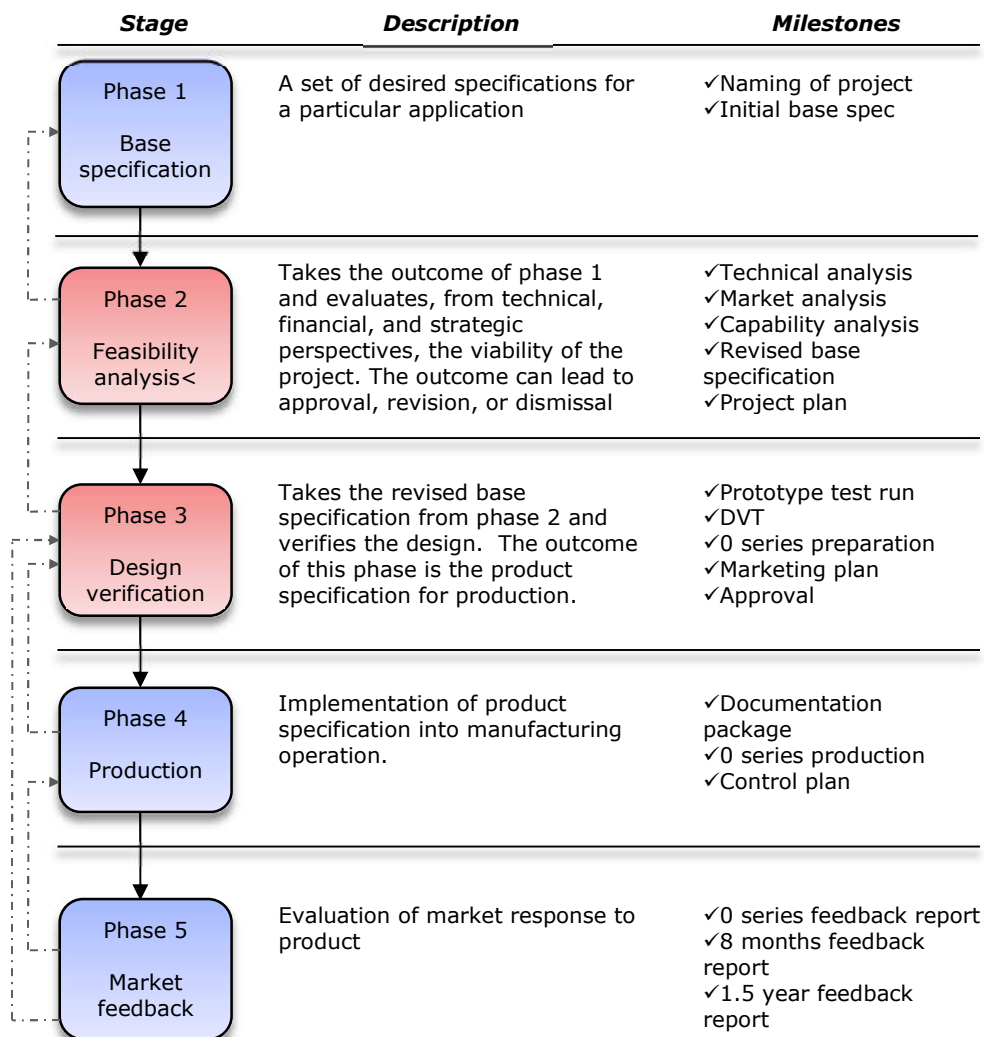 Stage Description Milestones
Phase 1
Base
specification
A set of desired specifications for
a particular application
✓Naming of project
✓Initial base spec
Phase 2
Feasibility
analysis<
Takes the outcome of phase 1
and evaluates, from technical,
financial, and strategic
perspectives, the viability of the
project. The outcome can lead to
approval, revision, or dismissal
✓Technical analysis
✓Market analysis
✓Capability analysis
✓Revised base
specification
✓Project plan
Phase 3
Design
verification
Takes the revised base
specification from phase 2 and
verifies the design.  The outcome
of this phase is the product
specification for production.
✓Prototype test run
✓DVT
✓0 series preparation
✓Marketing plan
✓Approval
Phase 4
Production
Implementation of product
specification into manufacturing
operation.
✓Documentation
package
✓0 series production
✓Control plan
Phase 5
Market
feedback
Evaluation of market response to
product
✓0 series feedback report
✓8 months feedback
report
✓1.5 year feedback
report